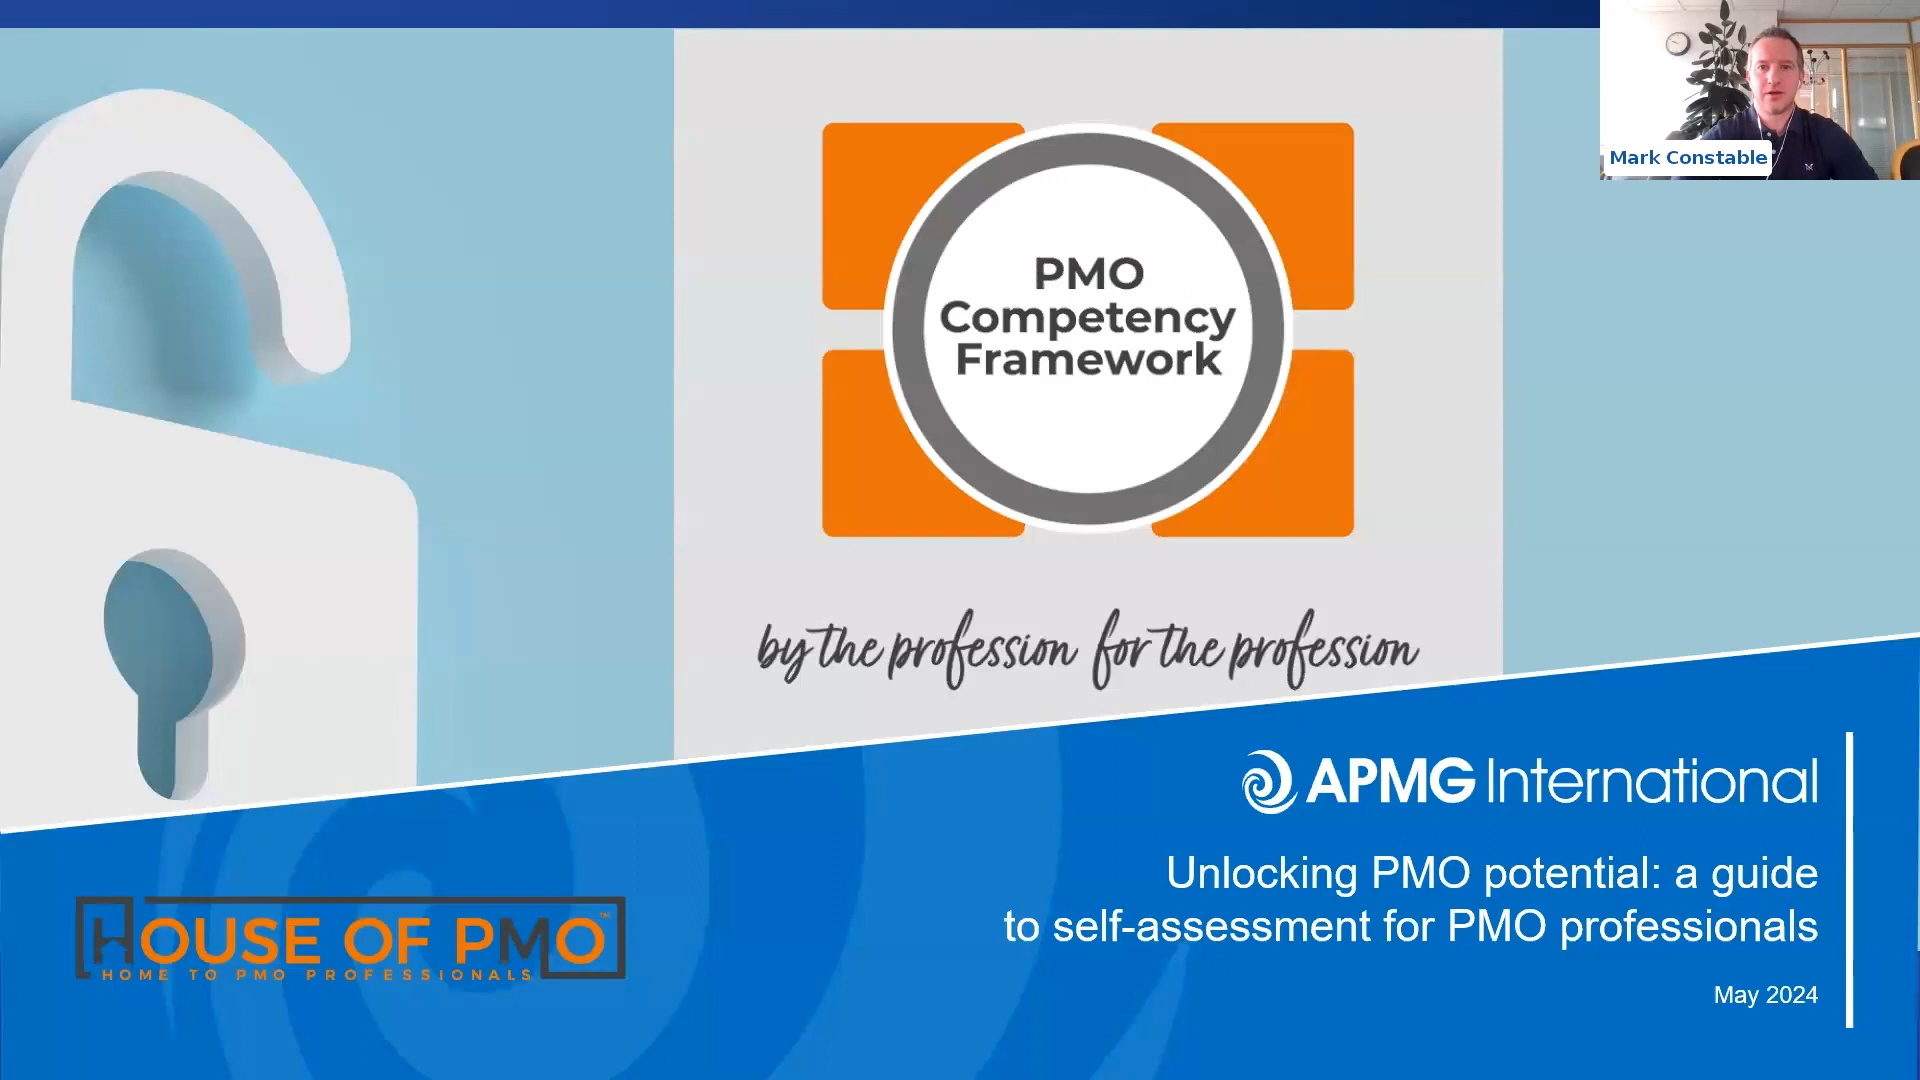 Mark Constable
PMO
Competency
Framework
by the profession for the profession
APMG International
Unlocking PMO potential: a guide
to self-assessment for PMO professionals
May 2024
HOUSE OF PMO™
HOME TO PMO PROFESSIONALS